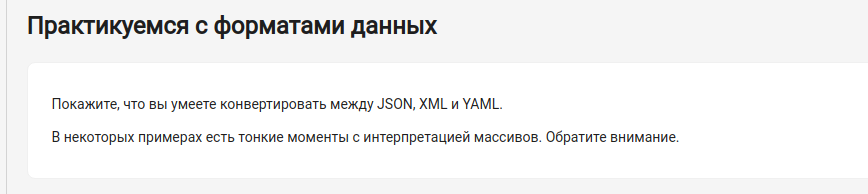 Практикуемся с форматами данных
Покажите, что вы умеете конвертировать между JSON, XML и YAML.
В некоторых примерах есть тонкие моменты с интерпретацией массивов. Обратите внимание.